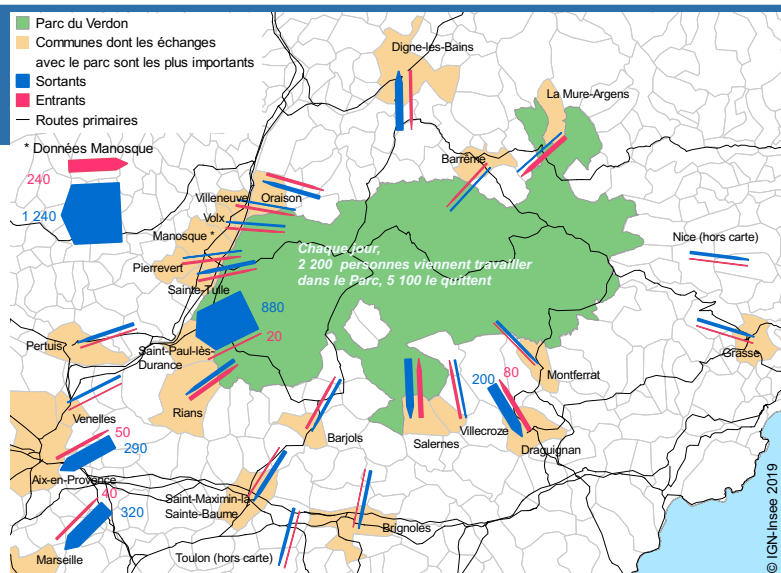 Parc du Verdon
Communes dont les échanges
avec le parc sont les plus importants
Sortants
Entrants
Routes primaires
* Données Manosque
240
1 240
Digne-les-Bains
La Mure-Argens
Barrême
Villeneuve
Oraison
Volx
Manosque *
Pierrevert
Sainte-Tulle
Chaque jour,
2 200 personnes viennent travailler
dans le Parc, 5 100 le quittent
Nice (hors carte)
880
20
Pertuis
Saint-Paul-lès-
Durance
Grasse
Montferrat
Rians
200
80
Venelles
Barjols
Salernes
Villecroze
Draguignan
50
290
Aix-en-Provence
40
320
Saint-Maximin-la
Sainte-Baume
Brignoles
Marseille
Toulon (hors carte)
© IGN-Insee 2019